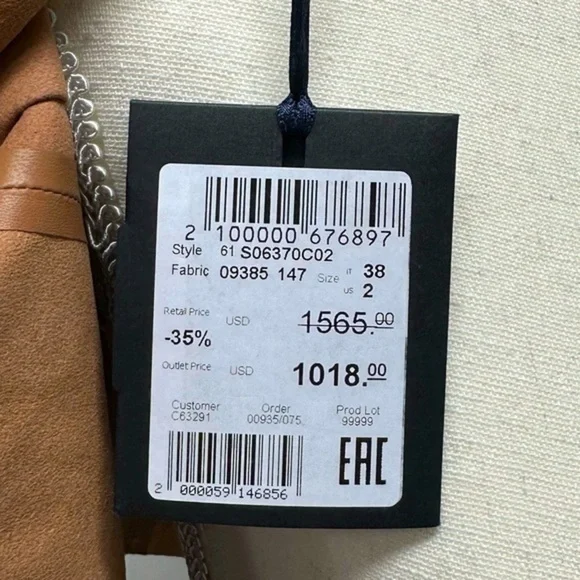 2 100000 676897
Style 61 S06370C02
Fabric 09385 147 Size IT 38
US 2
Retail Price USD 1565.00
-35%
Outlet Price USD 1018.00
Customer Order Prod Lot
C63291 00935/075 99999
EAC
2 000059 146856